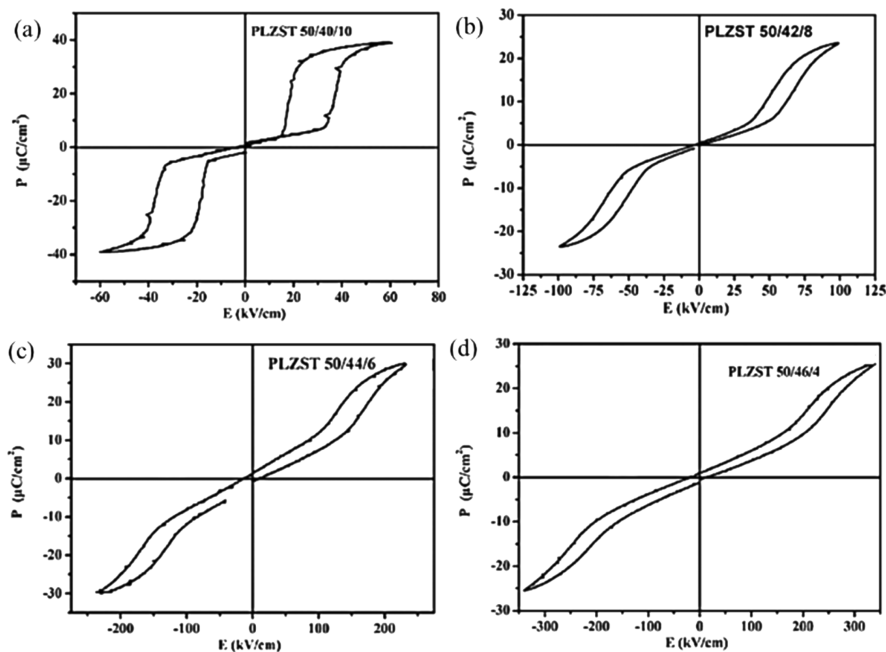 (a)
PLZST 50/40/10
40
20
0
-20
-40
P (μC/cm²)
-60 -40 -20 0 20 40 60 80
E (kV/cm)
(b)
PLZST 50/42/8
30
20
10
0
-10
-20
-30
P (μC/cm²)
-125 -100 -75 -50 -25 0 25 50 75 100 125
E (kV/cm)
(c)
PLZST 50/44/6
30
20
10
0
-10
-20
-30
P (μC/cm²)
-200 -100 0 100 200
E (kV/cm)
(d)
PLZST 50/46/4
30
20
10
0
-10
-20
-30
P (μC/cm²)
-300 -200 -100 0 100 200 300
E (kV/cm)